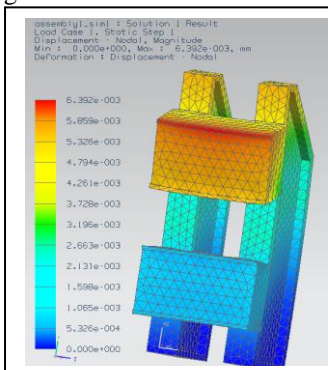 assembly1_sim1 : Solution 1 Result
Load Case 1, Static Step 1
Displacement - Nodal, Magnitude
Min : 0.000e+000, Max : 6.392e-003, mm
Deformation : Displacement - Nodal
6.392e-003
5.859e-003
5.326e-003
4.794e-003
4.261e-003
3.728e-003
3.196e-003
2.663e-003
2.131e-003
1.598e-003
1.065e-003
5.326e-004
0.000e+000